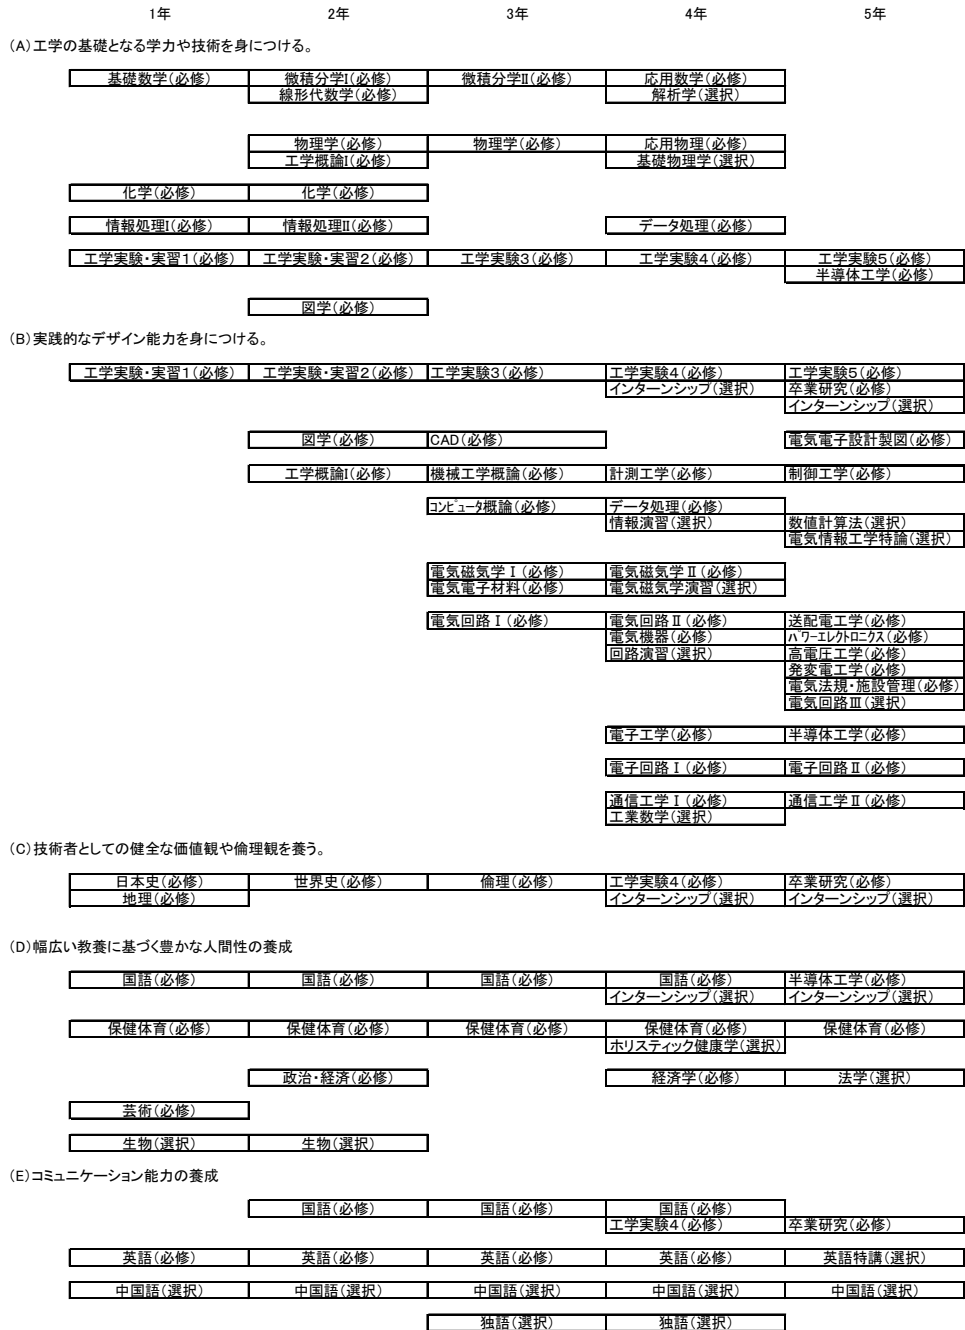 1年 2年 3年 4年 5年
(A)工学の基礎となる学力や技術を身につける。
基礎数学(必修) 微積分学I(必修) 微積分学Ⅱ(必修) 応用数学(必修)
線形代数学(必修) 解析学(選択)
物理学(必修) 物理学(必修) 応用物理(必修)
工学概論I(必修) 基礎物理学(選択)
化学(必修) 化学(必修)
情報処理I(必修) 情報処理Ⅱ(必修) データ処理(必修)
工学実験・実習1(必修) 工学実験・実習2(必修) 工学実験3(必修) 工学実験4(必修) 工学実験5(必修)
半導体工学(必修)
図学(必修)
(B)実践的なデザイン能力を身につける。
工学実験・実習1(必修) 工学実験・実習2(必修) 工学実験3(必修) 工学実験4(必修) 工学実験5(必修)
インターンシップ(選択) 卒業研究(必修)
インターンシップ(選択)
図学(必修) CAD(必修) 電気電子設計製図(必修)
工学概論I(必修) 機械工学概論(必修) 計測工学(必修) 制御工学(必修)
コンピュータ概論(必修) データ処理(必修)
情報演習(選択) 数値計算法(選択)
電気情報工学特論(選択)
電気磁気学Ⅰ(必修) 電気磁気学Ⅱ(必修)
電気電子材料(必修) 電気磁気学演習(選択)
電気回路Ⅰ(必修) 電気回路Ⅱ(必修) 送配電工学(必修)
電気機器(必修) パワーエレクトロニクス(必修)
回路演習(選択) 高電圧工学(必修)
発変電工学(必修)
電気法規・施設管理(必修)
電気回路Ⅲ(選択)
電子工学(必修) 半導体工学(必修)
電子回路Ⅰ(必修) 電子回路Ⅱ(必修)
通信工学Ⅰ(必修) 通信工学Ⅱ(必修)
工業数学(選択)
(C)技術者としての健全な価値観や倫理観を養う。
日本史(必修) 世界史(必修) 倫理(必修) 工学実験4(必修) 卒業研究(必修)
地理(必修) インターンシップ(選択) インターンシップ(選択)
(D)幅広い教養に基づく豊かな人間性の養成
国語(必修) 国語(必修) 国語(必修) 国語(必修) 半導体工学(必修)
インターンシップ(選択) インターンシップ(選択)
保健体育(必修) 保健体育(必修) 保健体育(必修) 保健体育(必修) 保健体育(必修)
ホリスティック健康学(選択)
政治・経済(必修) 経済学(必修) 法学(選択)
芸術(必修)
生物(選択) 生物(選択)
(E)コミュニケーション能力の養成
国語(必修) 国語(必修) 国語(必修)
工学実験4(必修) 卒業研究(必修)
英語(必修) 英語(必修) 英語(必修) 英語(必修) 英語特講(選択)
中国語(選択) 中国語(選択) 中国語(選択) 中国語(選択) 中国語(選択)
独語(選択) 独語(選択)